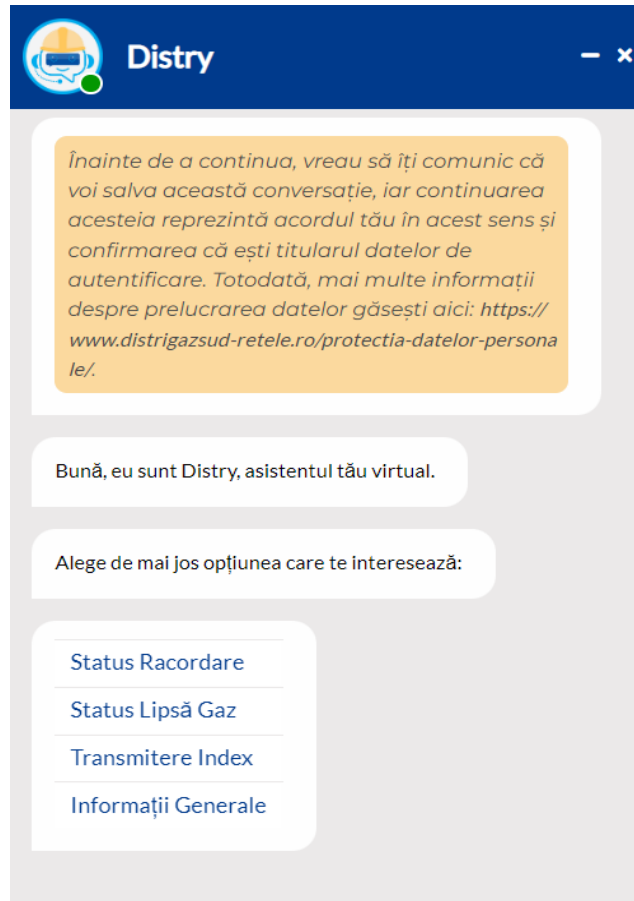 Distry
Înainte de a continua, vreau să îți comunic că
voi salva această conversație, iar continuarea
acesteia reprezintă acordul tău în acest sens și
confirmarea că ești titularul datelor de
autentificare. Totodată, mai multe informații
despre prelucrarea datelor găsești aici: https://
www.distrigazsud-retele.ro/protectia-datelor-persona
le/.
Bună, eu sunt Distry, asistentul tău virtual.
Alege de mai jos opțiunea care te interesează:
Status Racordare
Status Lipsă Gaz
Transmitere Index
Informații Generale